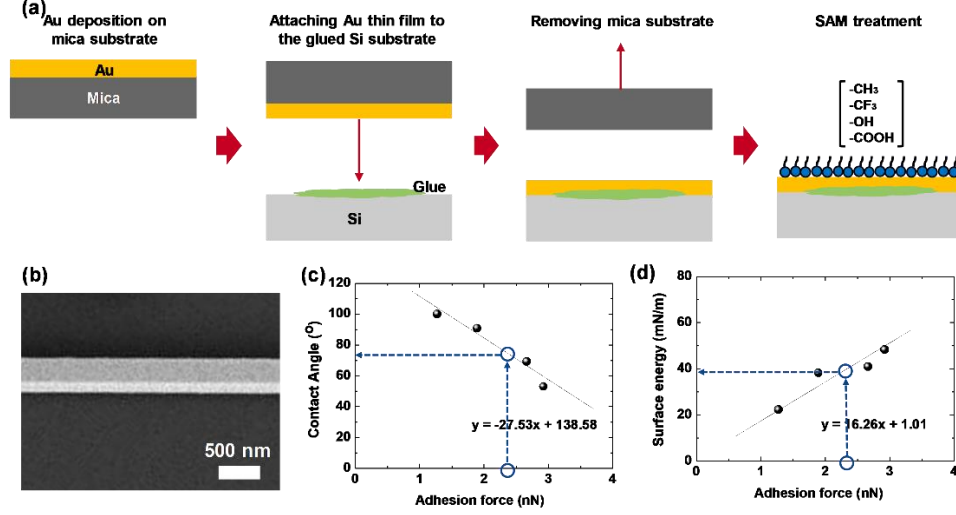 (a)
Au deposition on
mica substrate
Attaching Au thin film to
the glued Si substrate
Removing mica substrate
SAM treatment
Au
Mica
Glue
Si
-CH₃
-CF₃
-OH
-COOH
(b)
500 nm
(c)
Contact Angle (°)
120
100
80
60
40
20
0
y = -27.53x + 138.58
0 1 2 3 4
Adhesion force (nN)
(d)
Surface energy (mN/m)
80
60
40
20
0
y = 16.26x + 1.01
0 1 2 3 4
Adhesion force (nN)